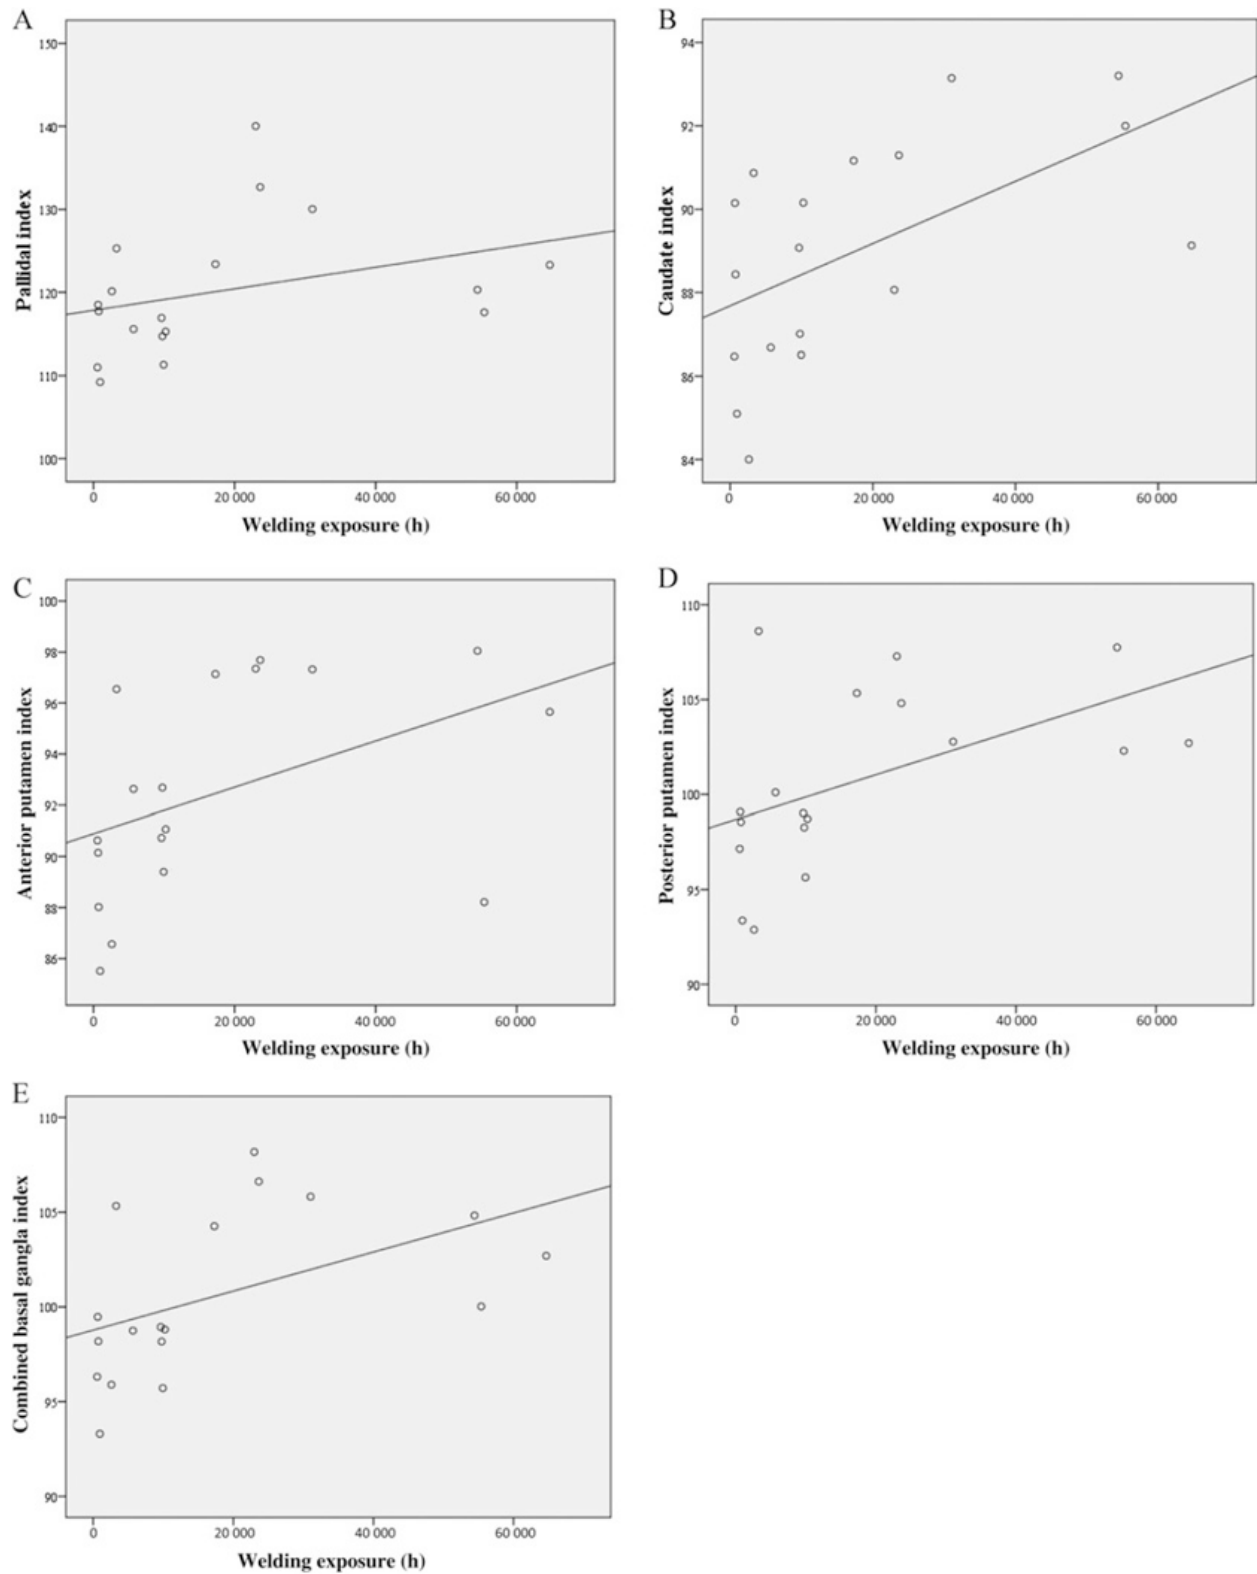 A
Pallidal index
150
140
130
120
110
100
0 20 000 40 000 60 000
Welding exposure (h)
B
Caudate index
94
92
90
88
86
84
0 20 000 40 000 60 000
Welding exposure (h)
C
Anterior putamen index
100
98
96
94
92
90
88
86
0 20 000 40 000 60 000
Welding exposure (h)
D
Posterior putamen index
110
105
100
95
90
0 20 000 40 000 60 000
Welding exposure (h)
E
Combined basal gangla index
110
105
100
95
90
0 20 000 40 000 60 000
Welding exposure (h)